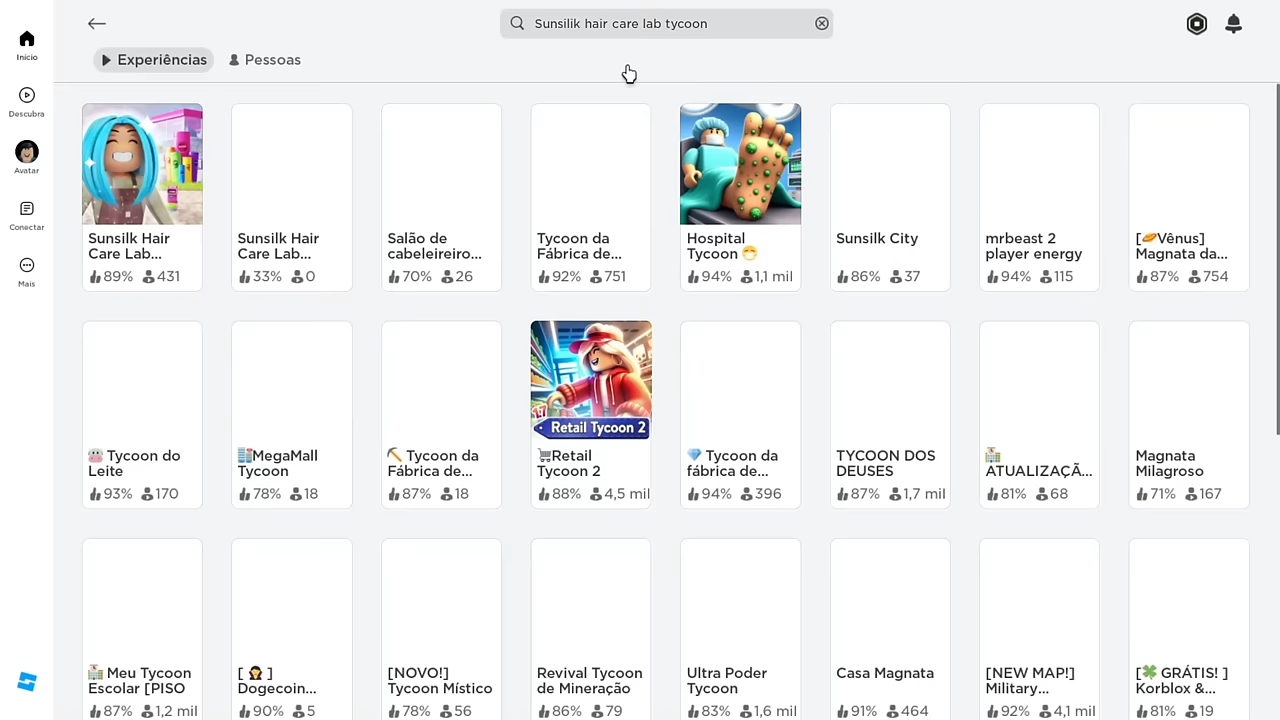 Sunsilk hair care lab tycoon
Experiências
Pessoas
Início
Descubra
Avatar
Conectar
Mais
Sunsilk Hair
Care Lab...
89% 431
Sunsilk Hair
Care Lab...
33% 0
Salão de
cabeleireiro...
70% 26
Tycoon da
Fábrica de...
92% 751
Hospital
Tycoon 😷
94% 1,1 mil
Sunsilk City
86% 37
mrbeast 2
player energy
94% 115
[🪐Vênus]
Magnata da...
87% 754
🐮 Tycoon do
Leite
93% 170
🏬MegaMall
Tycoon
78% 18
⛏️ Tycoon da
Fábrica de...
87% 18
Retail Tycoon 2
🛒Retail
Tycoon 2
88% 4,5 mil
💎 Tycoon da
fábrica de...
94% 396
TYCOON DOS
DEUSES
87% 1,7 mil
🏫
ATUALIZAÇÃ...
81% 68
Magnata
Milagroso
71% 167
🏫 Meu Tycoon
Escolar [PISO
87% 1,2 mil
[ 🙅‍♀️ ]
Dogecoin...
90% 5
[NOVO!]
Tycoon Místico
78% 56
Revival Tycoon
de Mineração
86% 79
Ultra Poder
Tycoon
83% 1,6 mil
Casa Magnata
91% 464
[NEW MAP!]
Military...
92% 4,1 mil
[🍀 GRÁTIS! ]
Korblox &...
81% 19